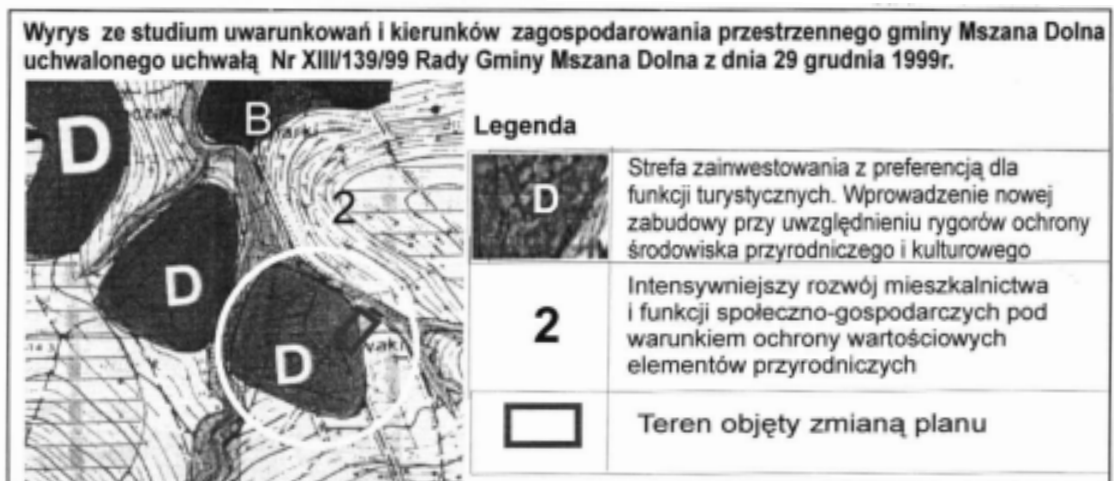 Wyrys ze studium uwarunkowań i kierunków zagospodarowania przestrzennego gminy Mszana Dolna
uchwalonego uchwałą Nr XIII/139/99 Rady Gminy Mszana Dolna z dnia 29 grudnia 1999r.
D
B
2
D
D
vaki
Legenda
D
Strefa zainwestowania z preferencją dla
funkcji turystycznych. Wprowadzenie nowej
zabudowy przy uwzględnieniu rygorów ochrony
środowiska przyrodniczego i kulturowego
2
Intensywniejszy rozwój mieszkalnictwa
i funkcji społeczno-gospodarczych pod
warunkiem ochrony wartościowych
elementów przyrodniczych
Teren objęty zmianą planu